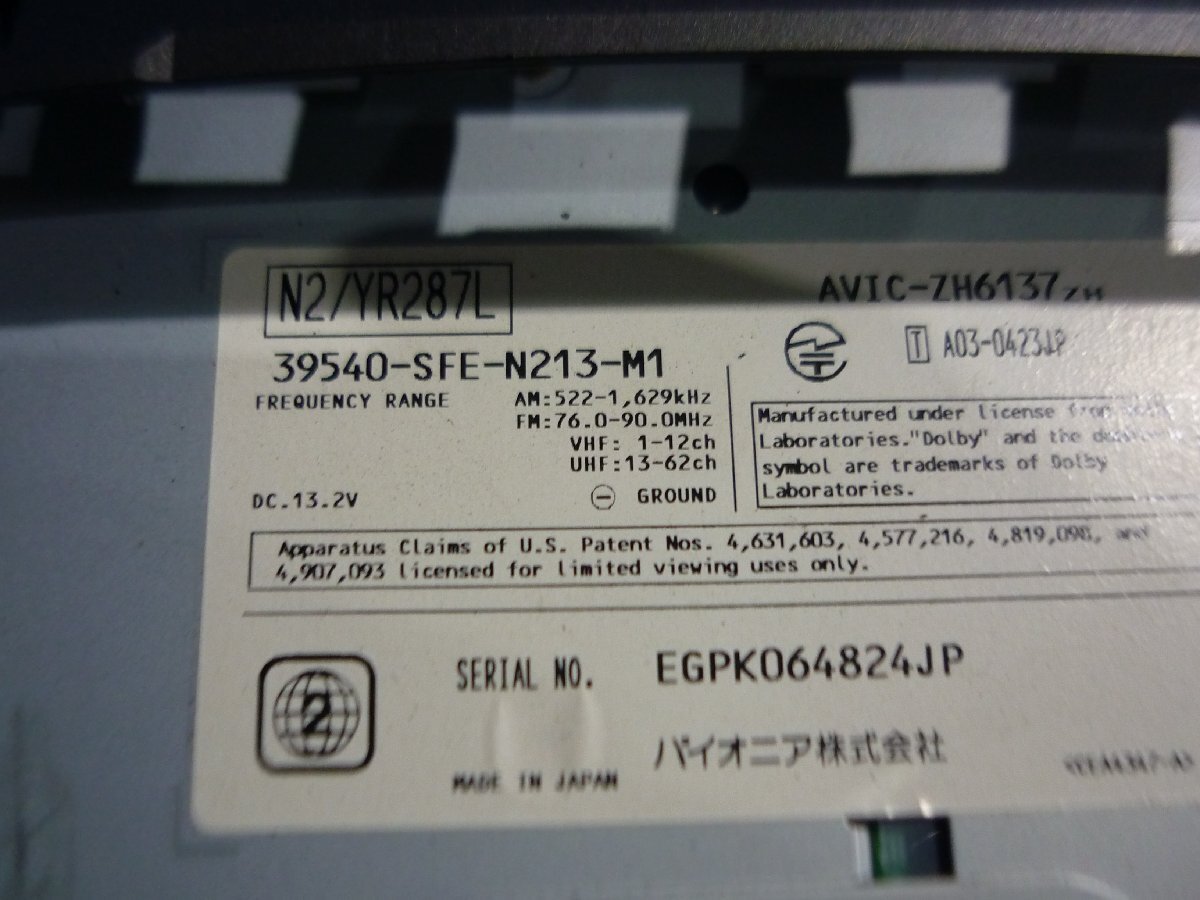 N2/YR287L
AVIC-ZH6137 ZH
39540-SFE-N213-M1
T A03-0423JP
FREQUENCY RANGE AM:522-1,629kHz
FM:76.0-90.0MHz
VHF: 1-12ch
UHF:13-62ch
DC.13.2V
GROUND
Manufactured under license from
Laboratories."Dolby" and the
symbol are trademarks of Dolby
Laboratories.
Apparatus Claims of U.S. Patent Nos. 4,631,603, 4,577,216, 4,819,098, and
4,907,093 licensed for limited viewing uses only.
2
SERIAL NO. EGPK064824JP
パイオニア株式会社
MADE IN JAPAN